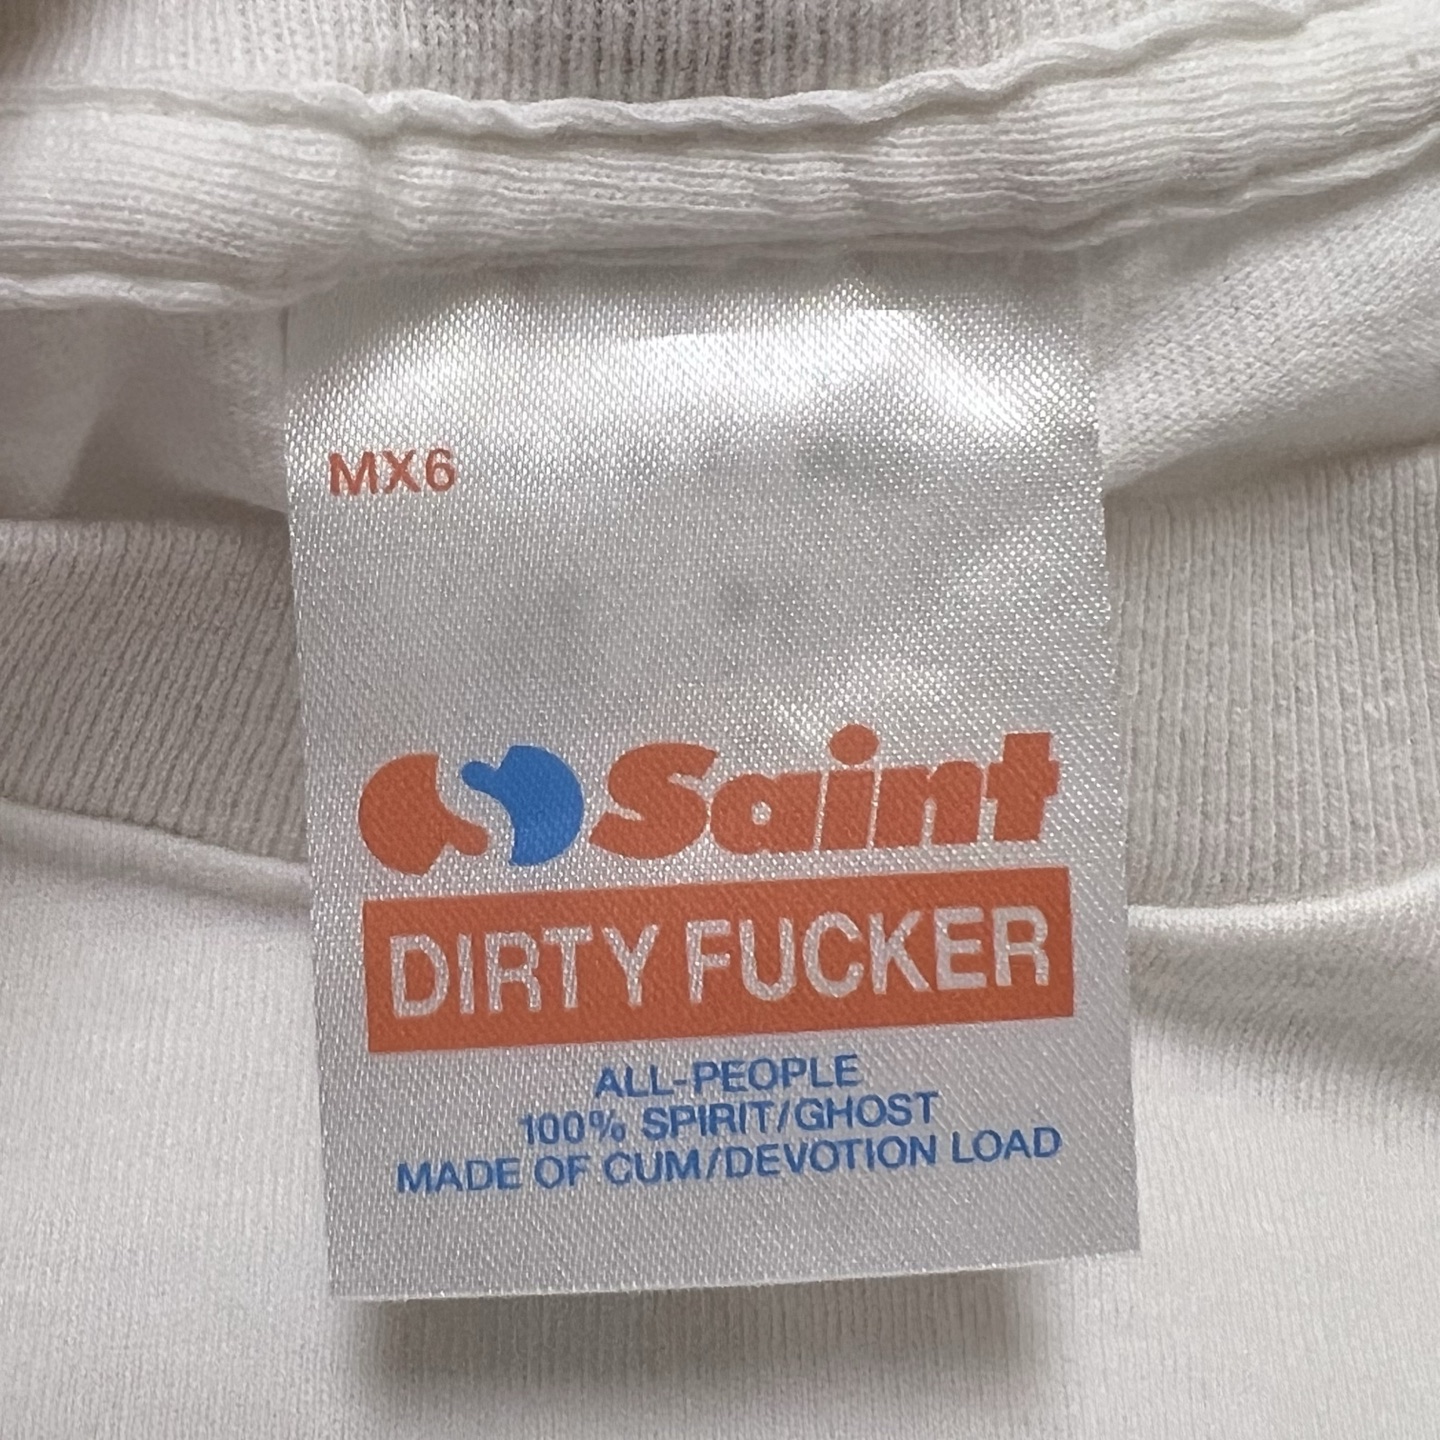 MX6
Saint
DIRTY FUCKER
ALL-PEOPLE
100% SPIRIT/GHOST
MADE OF CUM/DEVOTION LOAD